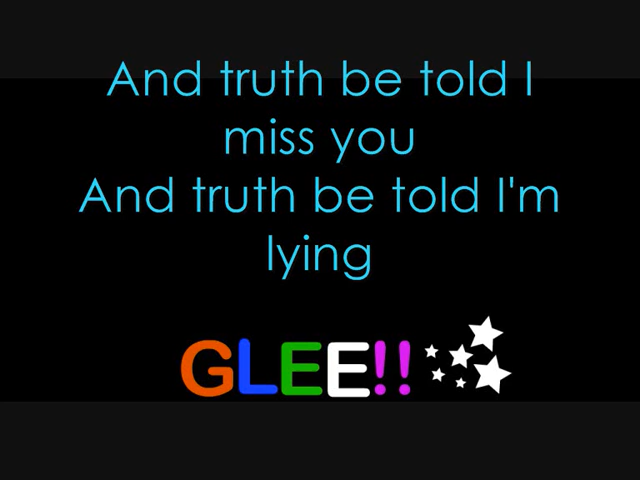 And truth be told I
miss you
And truth be told I'm
lying
GLEE!!